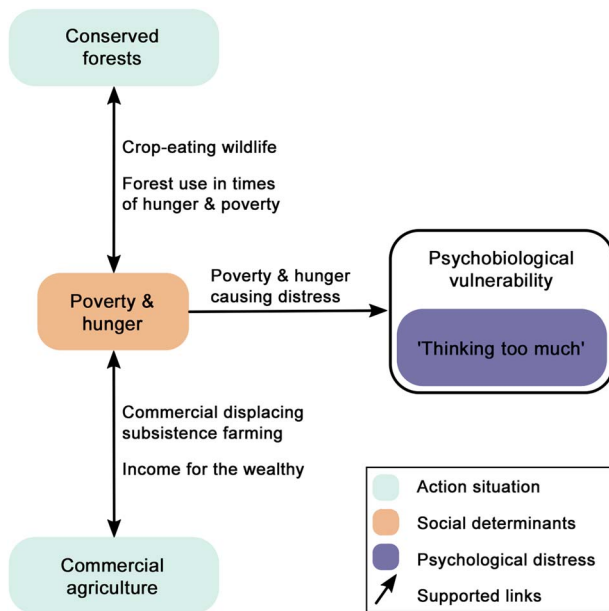 Conserved
forests
Crop-eating wildlife
Forest use in times
of hunger & poverty
Poverty &
hunger
Poverty & hunger
causing distress
Psychobiological
vulnerability
'Thinking too much'
Commercial displacing
subsistence farming
Income for the wealthy
Commercial
agriculture
Action situation
Social determinants
Psychological distress
Supported links